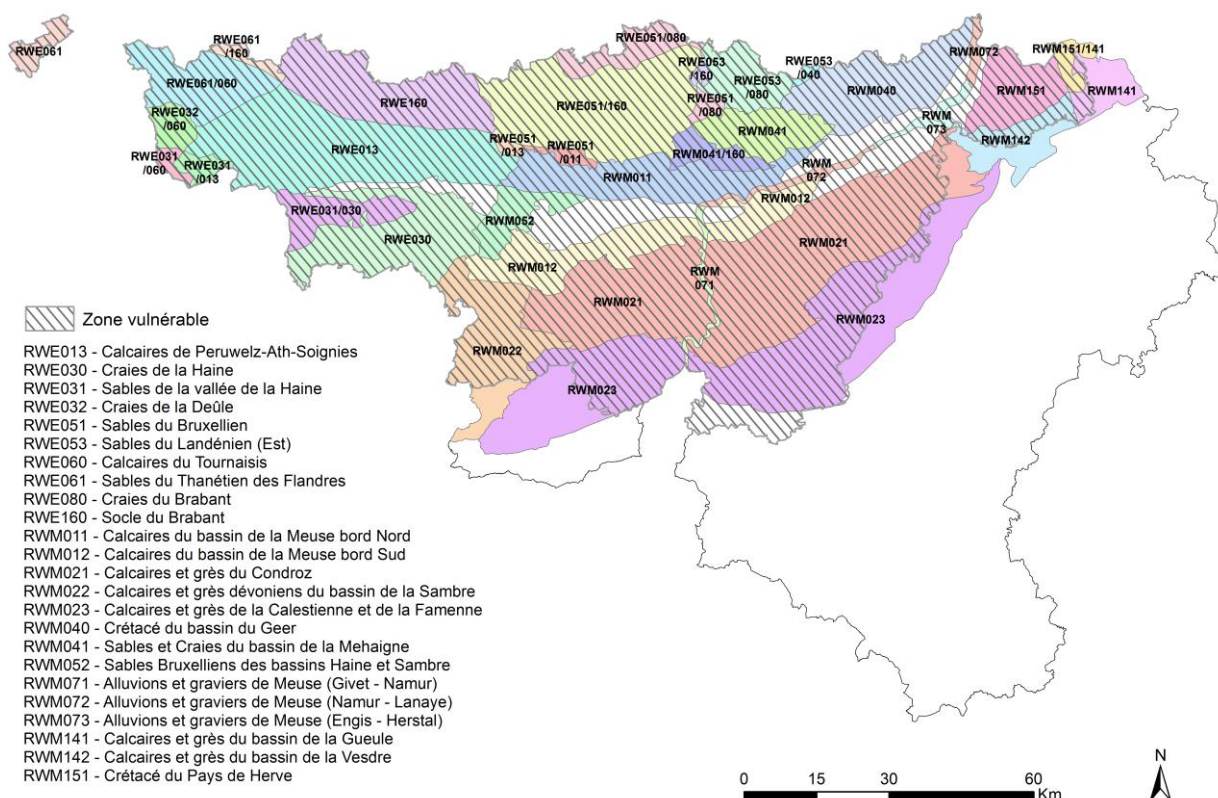 RWE061
RWE061
/160
RWE051/080
RWE053
/160
RWE053
/080
RWE053
/040
RWM072
RWM151/141
RWE061/060
RWE160
RWE051/160
RWE051
/080
RWM040
RWM151
RWM141
RWE032
/060
RWE013
RWE051
/013
RWE051
/011
RWM041
RWM
073
RWM142
RWE031
/060
RWE031
/013
RWM041/160
RWM011
RWM
072
RWE031/030
RWM052
RWM012
RWE030
RWM012
RWM021
RWM
071
RWM021
RWM022
RWM023
RWM023
Zone vulnérable
RWE013 - Calcaires de Peruwelz-Ath-Soignies
RWE030 - Craies de la Haine
RWE031 - Sables de la vallée de la Haine
RWE032 - Craies de la Deûle
RWE051 - Sables du Bruxellien
RWE053 - Sables du Landénien (Est)
RWE060 - Calcaires du Tournaisis
RWE061 - Sables du Thanétien des Flandres
RWE080 - Craies du Brabant
RWE160 - Socle du Brabant
RWM011 - Calcaires du bassin de la Meuse bord Nord
RWM012 - Calcaires du bassin de la Meuse bord Sud
RWM021 - Calcaires et grès du Condroz
RWM022 - Calcaires et grès dévoniens du bassin de la Sambre
RWM023 - Calcaires et grès de la Calestienne et de la Famenne
RWM040 - Crétacé du bassin du Geer
RWM041 - Sables et Craies du bassin de la Mehaigne
RWM052 - Sables Bruxelliens des bassins Haine et Sambre
RWM071 - Alluvions et graviers de Meuse (Givet - Namur)
RWM072 - Alluvions et graviers de Meuse (Namur - Lanaye)
RWM073 - Alluvions et graviers de Meuse (Engis - Herstal)
RWM141 - Calcaires et grès du bassin de la Gueule
RWM142 - Calcaires et grès du bassin de la Vesdre
RWM151 - Crétacé du Pays de Herve
0 15 30 60
Km
N